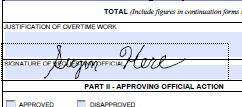 TOTAL (Include figures in continuation forms
JUSTIFICATION OF OVERTIME WORK
Sign Here
SIGNATURE OF OFFICIAL
PART II - APPROVING OFFICIAL ACTION
APPROVED DISAPPROVED